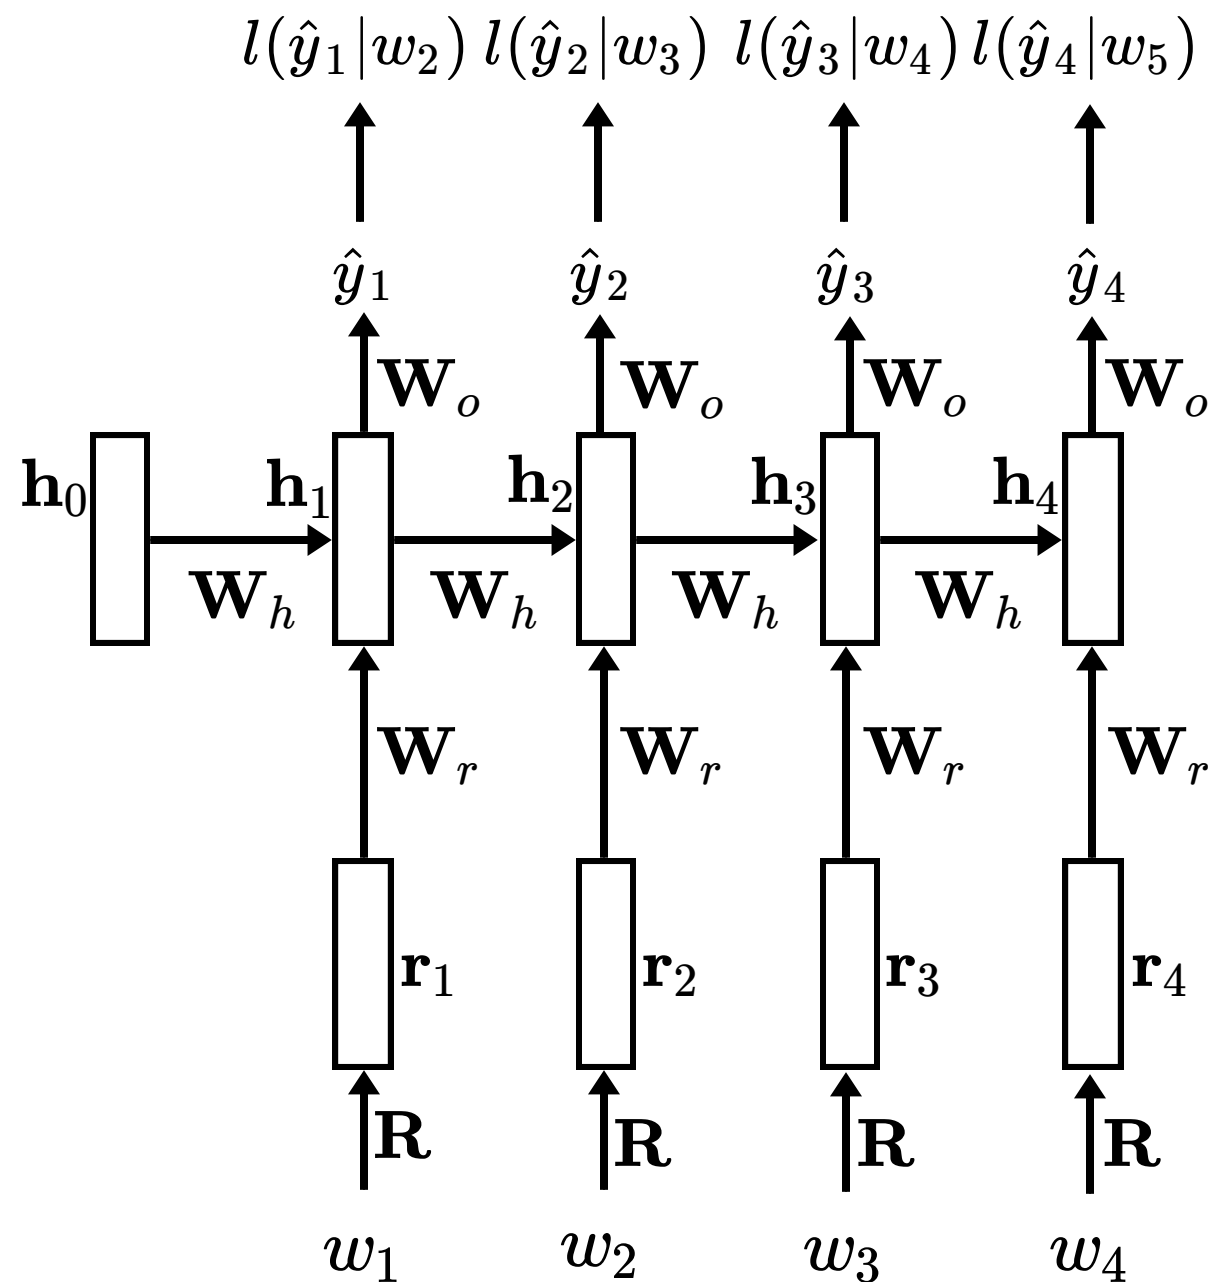 l(ŷ₁|w₂) l(ŷ₂|w₃) l(ŷ₃|w₄) l(ŷ₄|w₅)
ŷ₁ ŷ₂ ŷ₃ ŷ₄
Wₒ Wₒ Wₒ Wₒ
h₀ h₁ h₂ h₃ h₄
Wₕ Wₕ Wₕ Wₕ
Wᵣ Wᵣ Wᵣ Wᵣ
r₁ r₂ r₃ r₄
R R R R
w₁ w₂ w₃ w₄